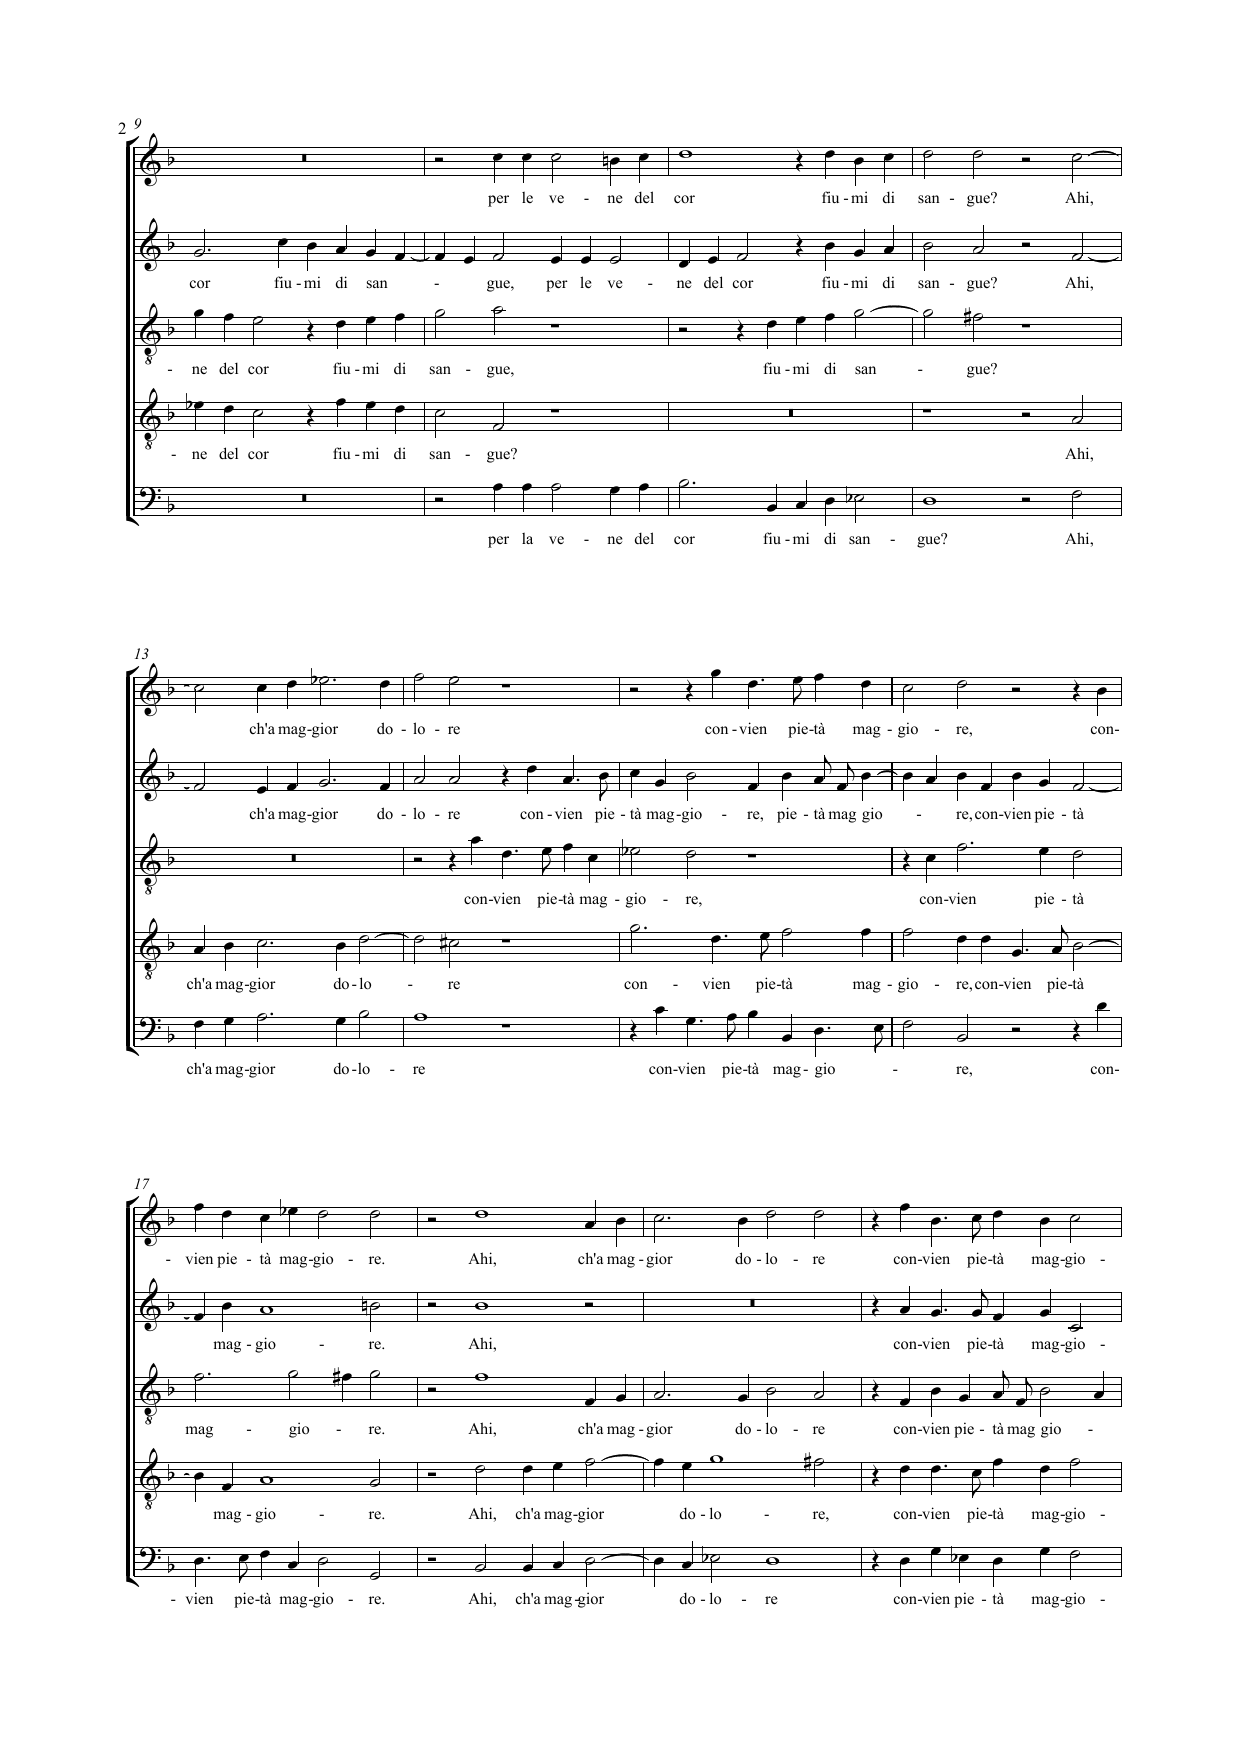 2 9
per le ve - ne del cor fiu - mi di san - gue? Ahi,
cor fiu - mi di san - gue, per le ve - ne del cor fiu - mi di san - gue? Ahi,
- ne del cor fiu - mi di san - gue, fiu - mi di san - gue?
- ne del cor fiu - mi di san - gue? Ahi,
per la ve - ne del cor fiu - mi di san - gue? Ahi,
13
ch'a mag-gior do - lo - re con - vien pie-tà mag - gio - re, con-
ch'a mag-gior do - lo - re con - vien pie - tà mag-gio - re, pie - tà mag gio - re, con-vien pie - tà
con-vien pie-tà mag - gio - re, con-vien pie - tà
ch'a mag-gior do-lo - re con - vien pie-tà mag - gio - re, con-vien pie-tà
ch'a mag-gior do-lo - re con-vien pie-tà mag- gio - re, con-
17
- vien pie - tà mag-gio - re. Ahi, ch'a mag - gior do - lo - re con-vien pie-tà mag-gio -
mag - gio - re. Ahi, con-vien pie-tà mag-gio -
mag - gio - re. Ahi, ch'a mag - gior do - lo - re con-vien pie - tà mag gio -
mag - gio - re. Ahi, ch'a mag-gior do - lo - re, con-vien pie-tà mag-gio -
- vien pie-tà mag-gio - re. Ahi, ch'a mag-gior do - lo - re con-vien pie - tà mag-gio -